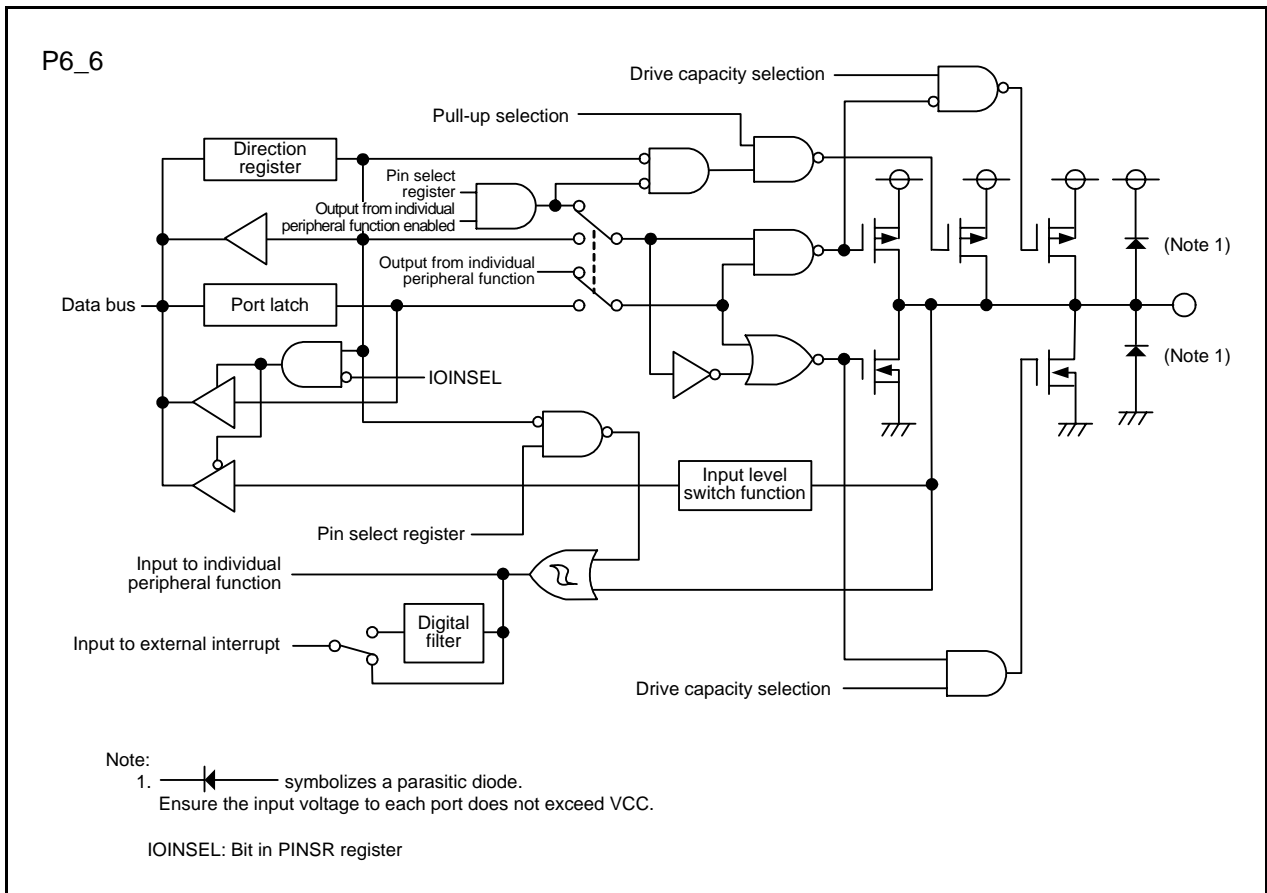 P6_6
Drive capacity selection
Pull-up selection
Direction
register
Pin select
register
Output from individual
peripheral function enabled
(Note 1)
Output from individual
peripheral function
Data bus
Port latch
(Note 1)
IOINSEL
Input level
switch function
Pin select register
Input to individual
peripheral function
Digital
filter
Input to external interrupt
Drive capacity selection
Note:
1. symbolizes a parasitic diode.
Ensure the input voltage to each port does not exceed VCC.
IOINSEL: Bit in PINSR register